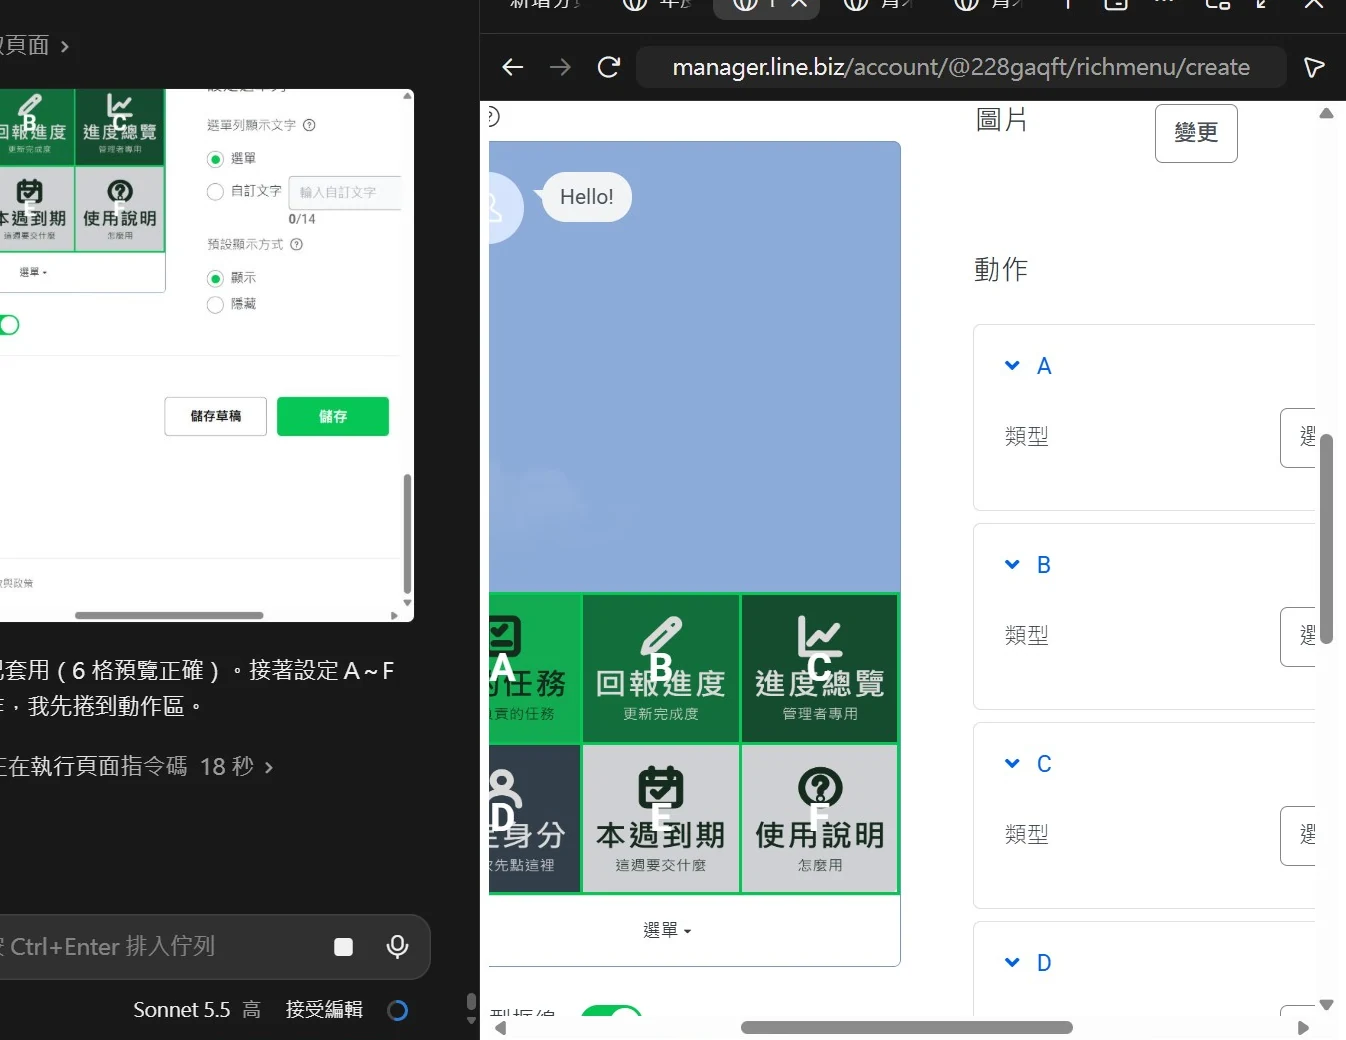 頁面
選單列顯示文字
選單
自訂文字
輸入自訂文字
0/14
預設顯示方式
顯示
隱藏
B
回報進度
更新完成度
C
進度總覽
管理者專用
E
本週到期
這週要交什麼
F
使用說明
怎麼用
選單
儲存草稿
儲存
與政策
套用（6 格預覽正確）。接著設定 A～F
，我先捲到動作區。
在執行頁面指令碼 18 秒
Ctrl+Enter 排入佇列
Sonnet 5.5 高 接受編輯
manager.line.biz/account/@228gaqft/richmenu/create
Hello!
A
任務
責的任務
B
回報進度
更新完成度
C
進度總覽
管理者專用
D
身分
先點這裡
E
本週到期
這週要交什麼
F
使用說明
怎麼用
選單
圖片
變更
動作
A
類型
選
B
類型
選
C
類型
選
D